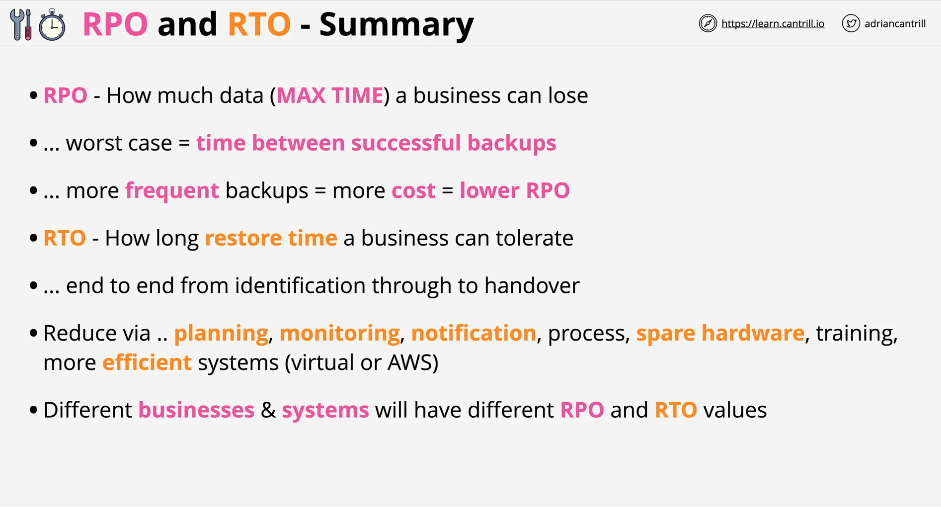 RPO and RTO - Summary
https://learn.cantrill.io
adriancantrill
• RPO - How much data (MAX TIME) a business can lose
• ... worst case = time between successful backups
• ... more frequent backups = more cost = lower RPO
• RTO - How long restore time a business can tolerate
• ... end to end from identification through to handover
• Reduce via .. planning, monitoring, notification, process, spare hardware, training,
more efficient systems (virtual or AWS)
• Different businesses & systems will have different RPO and RTO values